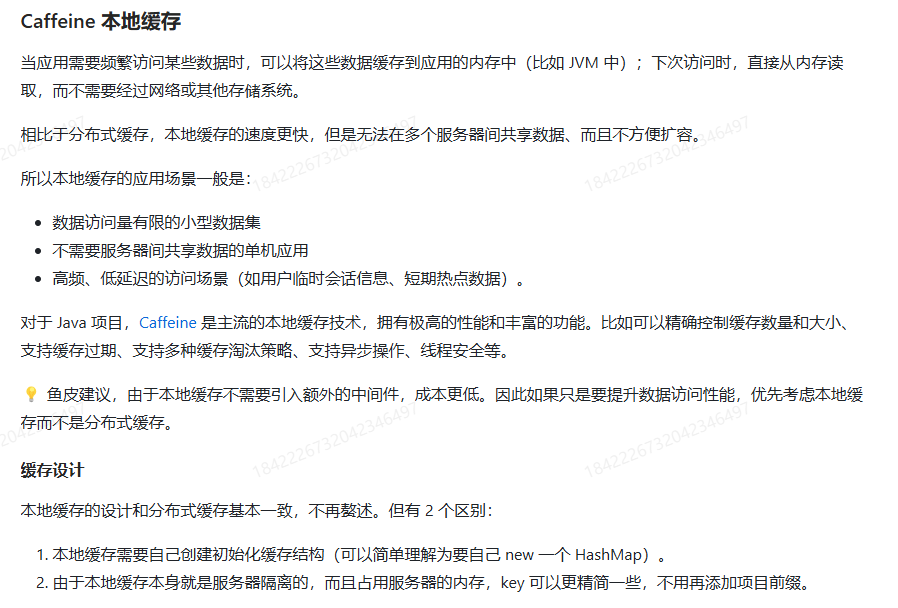 Caffeine 本地缓存
当应用需要频繁访问某些数据时，可以将这些数据缓存到应用的内存中（比如 JVM 中）；下次访问时，直接从内存读
取，而不需要经过网络或其他存储系统。
相比于分布式缓存，本地缓存的速度更快，但是无法在多个服务器间共享数据、而且不方便扩容。
所以本地缓存的应用场景一般是：
• 数据访问量有限的小型数据集
• 不需要服务器间共享数据的单机应用
• 高频、低延迟的访问场景（如用户临时会话信息、短期热点数据）。
对于 Java 项目，Caffeine 是主流的本地缓存技术，拥有极高的性能和丰富的功能。比如可以精确控制缓存数量和大小、
支持缓存过期、支持多种缓存淘汰策略、支持异步操作、线程安全等。
💡 鱼皮建议，由于本地缓存不需要引入额外的中间件，成本更低。因此如果只是要提升数据访问性能，优先考虑本地缓
存而不是分布式缓存。
缓存设计
本地缓存的设计和分布式缓存基本一致，不再赘述。但有 2 个区别：
1. 本地缓存需要自己创建初始化缓存结构（可以简单理解为要自己 new 一个 HashMap）。
2. 由于本地缓存本身就是服务器隔离的，而且占用服务器的内存，key 可以更精简一些，不用再添加项目前缀。
1842226732042346497
1842226732042346497
1842226732042346497
1842226732042346497